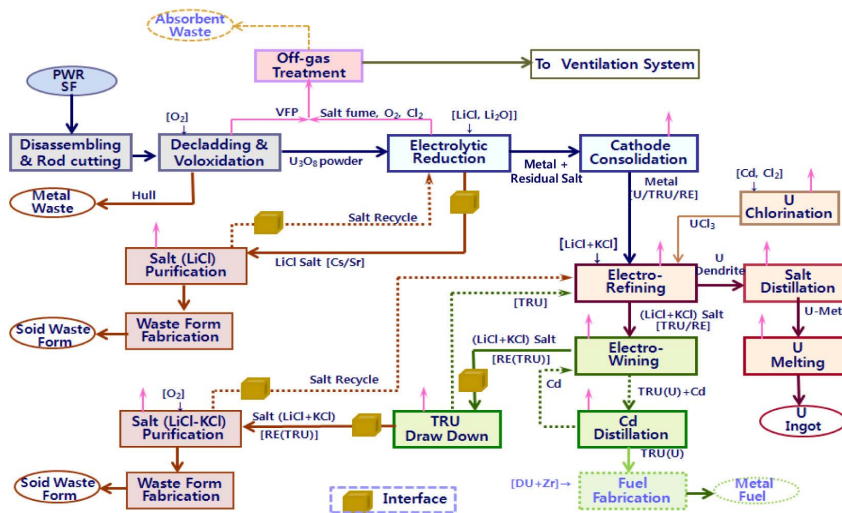 Absorbent
Waste
PWR
SF
Off-gas
Treatment
To Ventilation System
[O₂]
VFP
Salt fume, O₂, Cl₂
[LiCl, Li₂O]]
Disassembling
& Rod cutting
Decladding &
Voloxidation
U₃O₈ powder
Electrolytic
Reduction
Metal +
Residual Salt
Cathode
Consolidation
Metal
Waste
Hull
Salt Recycle
Metal
[U/TRU/RE]
[Cd, Cl₂]
U
Chlorination
UCl₃
Salt (LiCl)
Purification
LiCl Salt [Cs/Sr]
[LiCl+KCl]
Electro-
Refining
U
Dendrite
Salt
Distillation
[TRU]
Soid Waste
Form
Waste Form
Fabrication
(LiCl+KCl) Salt
[TRU/RE]
U-Met
(LiCl+KCl) Salt
[RE(TRU)]
Electro-
Wining
U
Melting
Salt Recycle
Cd
TRU(U)+Cd
[O₂]
Salt (LiCl-KCl)
Purification
Salt (LiCl+KCl)
[RE(TRU)]
TRU
Draw Down
Cd
Distillation
U
Ingot
TRU(U)
Soid Waste
Form
Waste Form
Fabrication
Interface
[DU+Zr]→
Fuel
Fabrication
Metal
Fuel